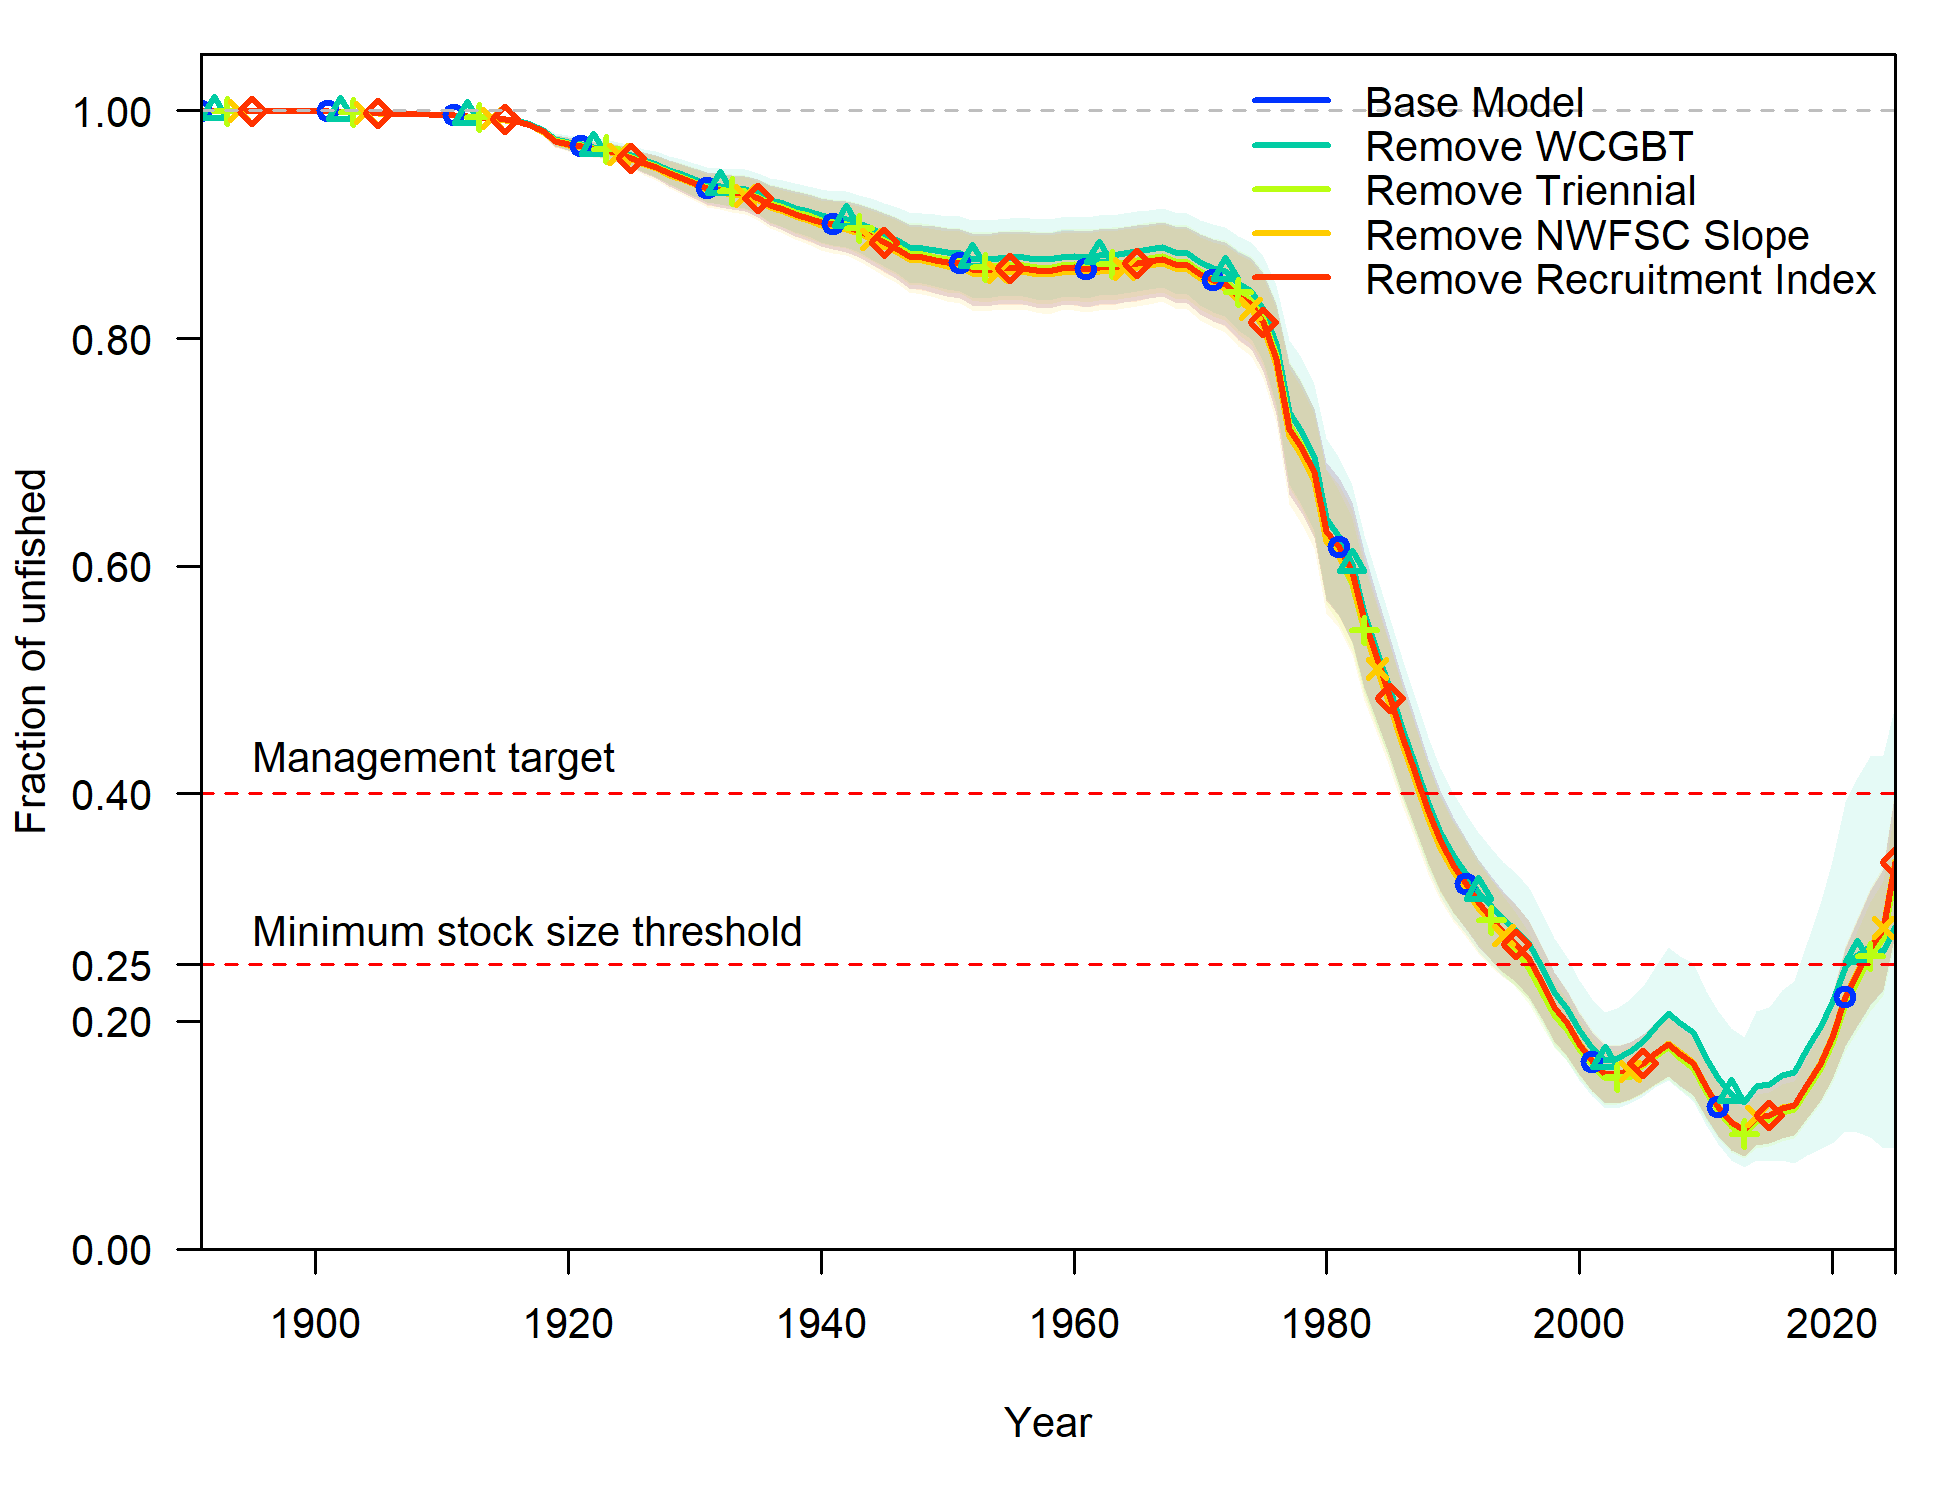 1.00
0.80
0.60
0.40
0.25
0.20
0.00
Fraction of unfished
Base Model
Remove WCGBT
Remove Triennial
Remove NWFSC Slope
Remove Recruitment Index
Management target
Minimum stock size threshold
1900 1920 1940 1960 1980 2000 2020
Year